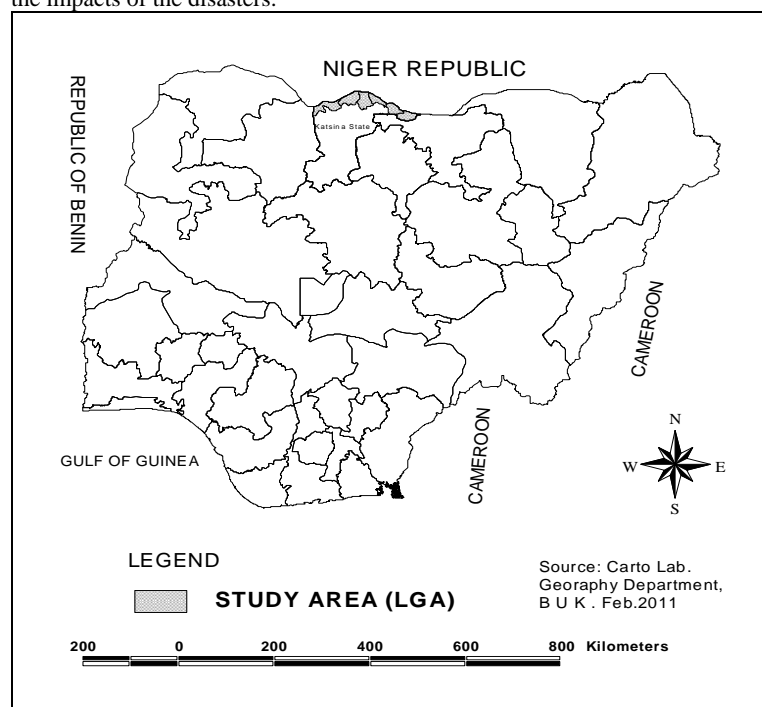 the impacts of the disasters.
NIGER REPUBLIC
REPUBLIC OF BENIN
Katsina State
CAMEROON
CAMEROON
GULF OF GUINEA
N
W E
S
LEGEND
STUDY AREA (LGA)
Source: Carto Lab.
Georaphy Department,
B U K . Feb.2011
200 0 200 400 600 800 Kilometers